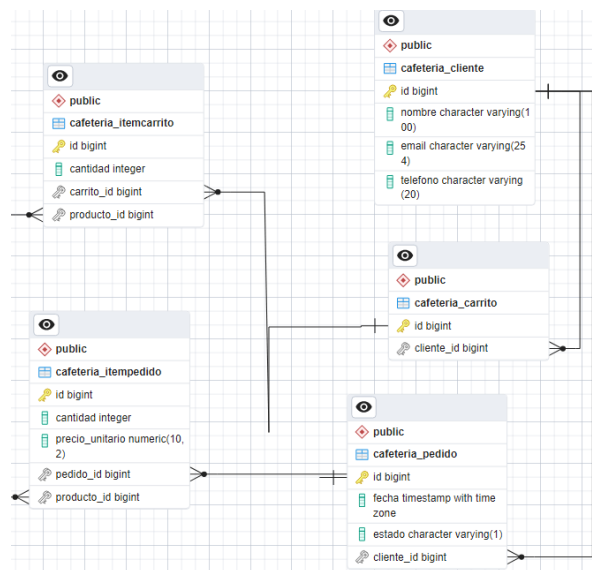 public
cafeteria_cliente
id bigint
nombre character varying(1
00)
email character varying(25
4)
telefono character varying
(20)
public
cafeteria_itemcarrito
id bigint
cantidad integer
carrito_id bigint
producto_id bigint
public
cafeteria_carrito
id bigint
cliente_id bigint
public
cafeteria_itempedido
id bigint
cantidad integer
precio_unitario numeric(10,
2)
pedido_id bigint
producto_id bigint
public
cafeteria_pedido
id bigint
fecha timestamp with time
zone
estado character varying(1)
cliente_id bigint